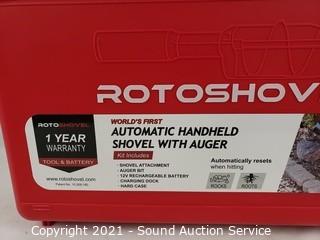 ROTOSHOVEL
ROTOSHOVEL
1 YEAR
WARRANTY
TOOL & BATTERY
rotoshovel.com
WORLD'S FIRST
AUTOMATIC HANDHELD
SHOVEL WITH AUGER
Kit Includes
- SHOVEL ATTACHMENT
- AUGER BIT
- 12V RECHARGEABLE BATTERY
- CHARGING DOCK
- HARD CASE
Automatically resets
when hitting
ROCKS
ROOTS
Copyright 2021 - Sound Auction Service